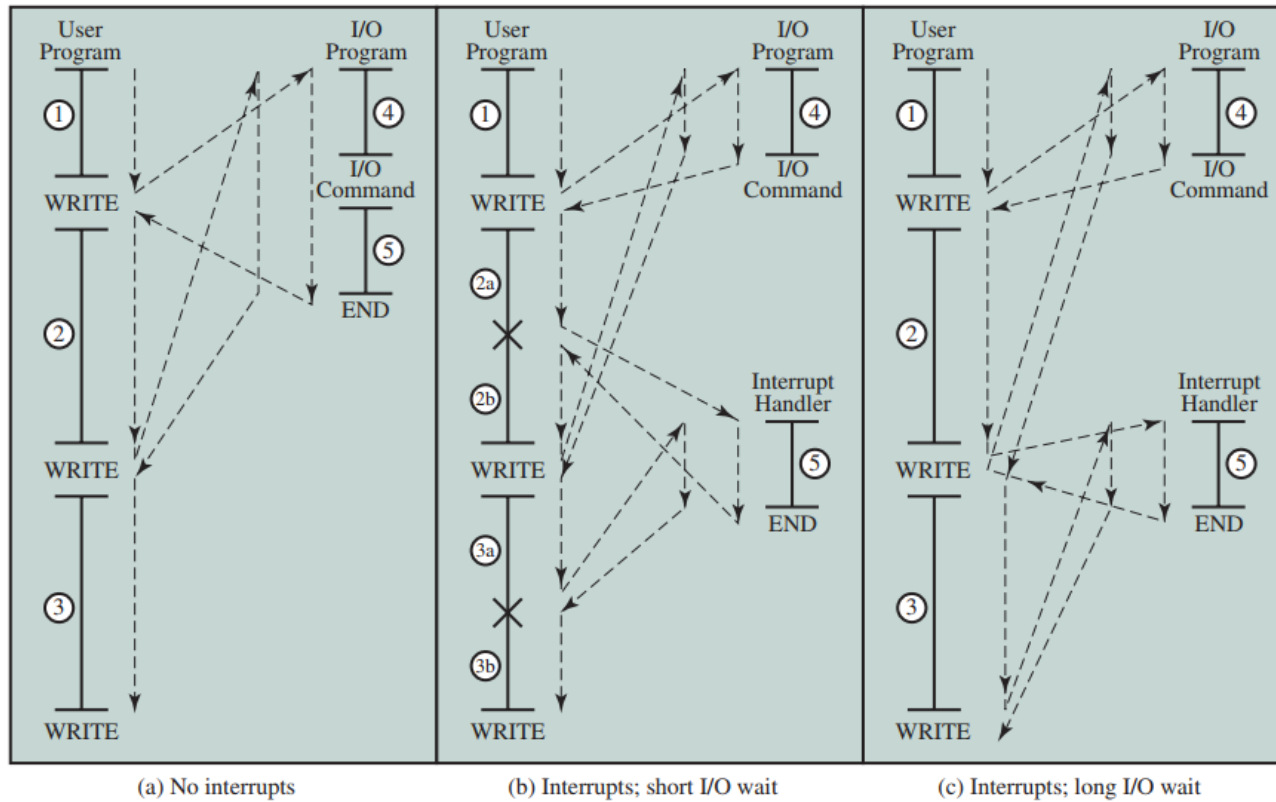 User
Program
I/O
Program
1
4
I/O
Command
WRITE
5
END
2
WRITE
3
WRITE
(a) No interrupts
User
Program
I/O
Program
1
4
I/O
Command
WRITE
2a
2b
Interrupt
Handler
WRITE
5
END
3a
3b
WRITE
(b) Interrupts; short I/O wait
User
Program
I/O
Program
1
4
I/O
Command
WRITE
2
Interrupt
Handler
WRITE
5
END
3
WRITE
(c) Interrupts; long I/O wait